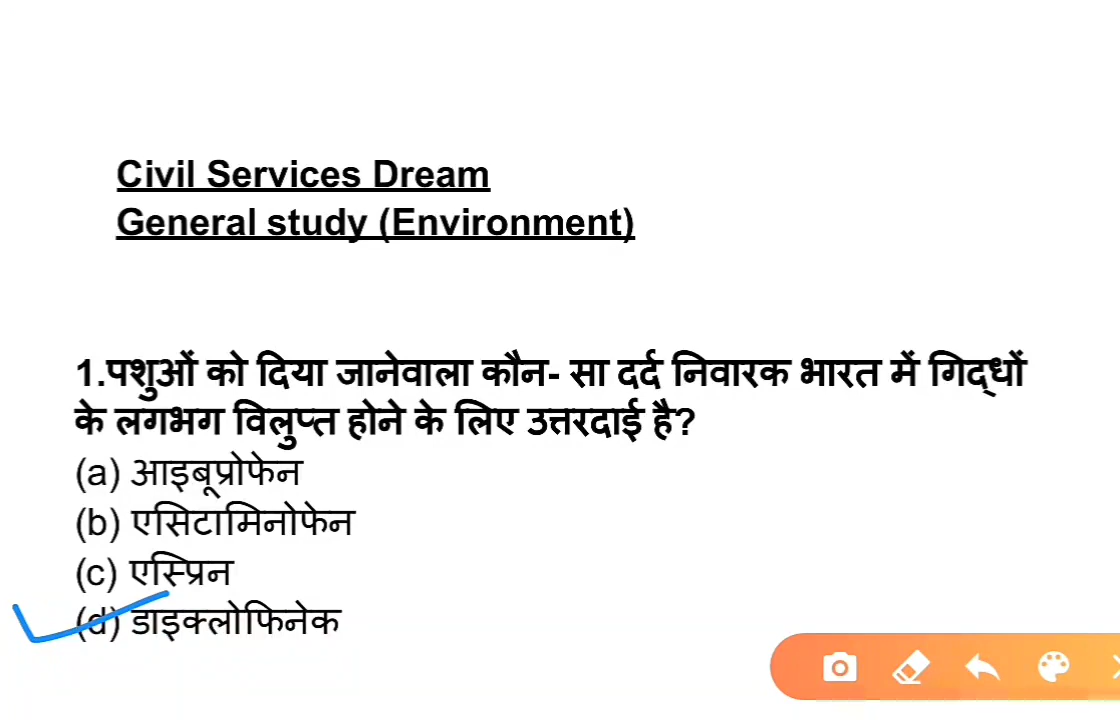 Civil Services Dream
General study (Environment)
1.पशुओं को दिया जानेवाला कौन- सा दर्द निवारक भारत में गिद्धों
के लगभग विलुप्त होने के लिए उत्तरदाई है?
(a) आइबूप्रोफेन
(b) एसिटामिनोफेन
(c) एस्प्रिन
(d) डाइक्लोफिनेक